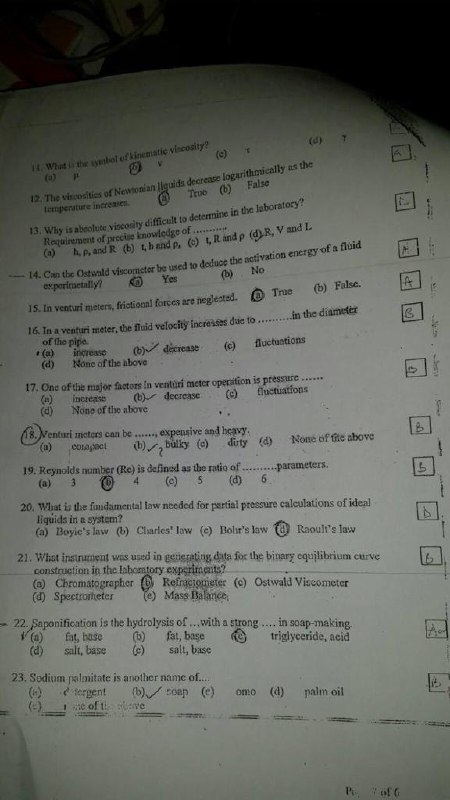 11. What is the symbol of kinematic viscosity?
(a) μ (b) ν (c) τ (d) γ
12. The viscosities of Newtonian liquids decrease logarithmically as the
temperature increases. (a) True (b) False
13. Why is absolute viscosity difficult to determine in the laboratory?
Requirement of precise knowledge of ..........
(a) h, ρ, and R (b) t, h and ρ, (c) t, R and ρ (d) R, V and L
14. Can the Ostwald viscometer be used to deduce the activation energy of a fluid
experimetally? (a) Yes (b) No
15. In venturi meters, frictional forces are neglected. (a) True (b) False.
16. In a venturi meter, the fluid velocity increases due to ..........in the diameter
of the pipe.
(a) increase (b) decrease (c) fluctuations
(d) None of the above
17. One of the major factors in venturi meter operation is pressure ......
(a) increase (b) decrease (c) fluctuations
(d) None of the above
18. Venturi meters can be ......, expensive and heavy.
(a) compact (b) bulky (c) dirty (d) None of the above
19. Reynolds number (Re) is defined as the ratio of ..........parameters.
(a) 3 (b) 4 (c) 5 (d) 6
20. What is the fundamental law needed for partial pressure calculations of ideal
liquids in a system?
(a) Boyle's law (b) Charles' law (c) Bohr's law (d) Raoult's law
21. What instrument was used in generating data for the binary equilibrium curve
construction in the laboratory experiments?
(a) Chromatographer (b) Refractometer (c) Ostwald Viscometer
(d) Spectrometer (e) Mass Balance
22. Saponification is the hydrolysis of ...with a strong .... in soap-making.
(a) fat, base (b) fat, base (c) triglyceride, acid
(d) salt, base (e) salt, base
23. Sodium palmitate is another name of....
(b) soap (c) omo (d) palm oil
of 6